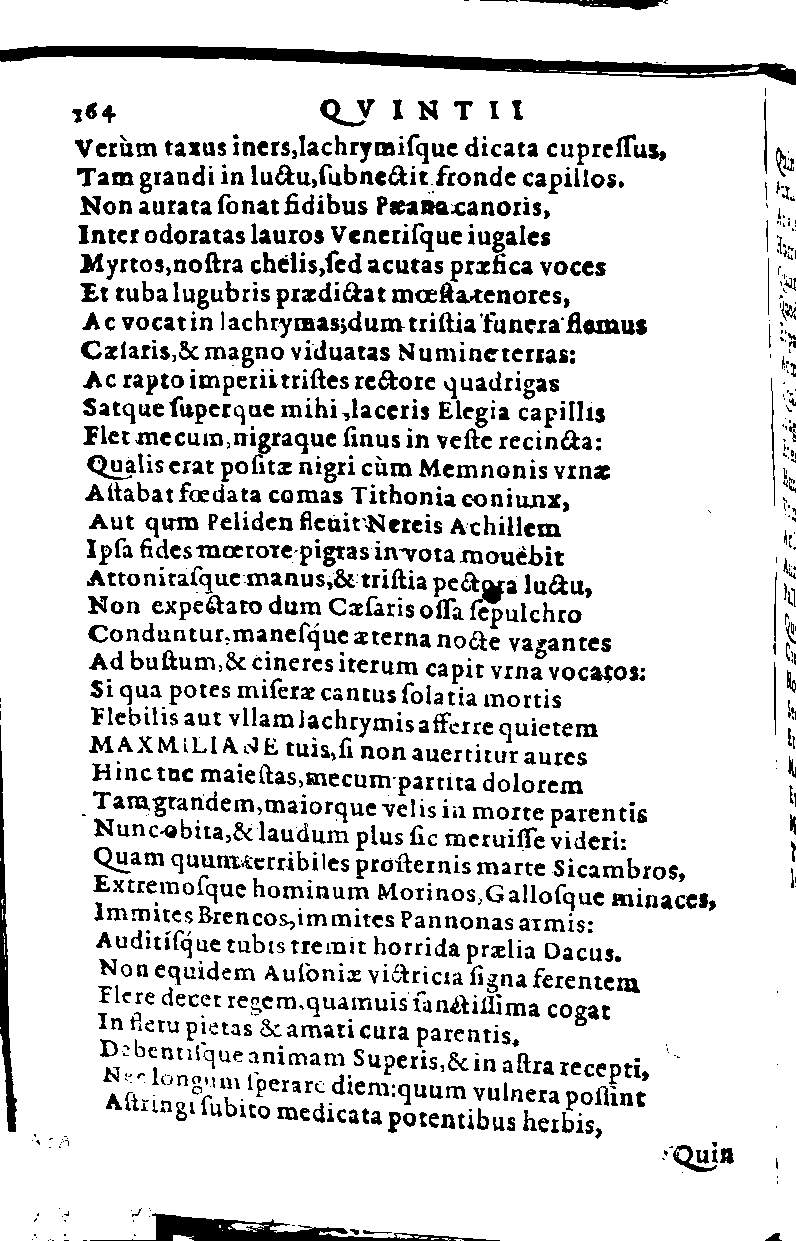 164 QVINTII
Verùm taxus iners,lachrymiſque dicata cupreſſus,
Tam grandi in luctu,ſubnectit fronde capillos.
Non aurata ſonat fidibus Pæana canoris,
Inter odoratas lauros Veneriſque iugales
Myrtos,noſtra chelis,ſed acutas præfica voces
Et tuba lugubris prædictat mœſta tenores,
Ac vocat in lachrymas;dum triſtia funera flemus
Cæſaris,& magno viduatas Numine terras:
Ac rapto imperii triſtes rectore quadrigas
Satque ſuperque mihi ,laceris Elegia capillis
Flet mecum,nigraque ſinus in veſte recincta:
Qualis erat poſitæ nigri cùm Memnonis vrnæ
Aſtabat fœdata comas Tithonia coniunx,
Aut qum Peliden fleuit Nereis Achillem
Ipſa fides mœrore pigras in vota mouebit
Attonitaſque manus,& triſtia pectora luctu,
Non expectato dum Cæſaris oſſa ſepulchro
Conduntur,maneſq́ue æterna nocte vagantes
Ad buſtum,& cineres iterum capit vrna vocatos:
Si qua potes miſeræ cantus ſolatia mortis
Flebilis aut vllam lachrymis afferre quietem
MAXMILIANE tuis,ſi non auertitur aures
Hinc tuc maieſtas,mecum partita dolorem
Tam grandem,maiorque velis in morte parentis
Nunc obita,& laudum plus ſic meruiſſe videri:
Quam quum terribiles proſternis marte Sicambros,
Extremoſque hominum Morinos,Galloſque minaces,
Immites Brencos,immites Pannonas armis:
Auditiſq́ue tubis tremit horrida prælia Dacus.
Non equidem Auſoniæ victricia ſigna ferentem
Flere decet regem,quamuis ſanctiſſima cogat
In fletu pietas & amati cura parentis,
Debentiſque animam Superis,& in aſtra recepti,
Nec longum ſperare diem:quum vulnera poſſint
Aſtringi ſubito medicata potentibus herbis,
Quin